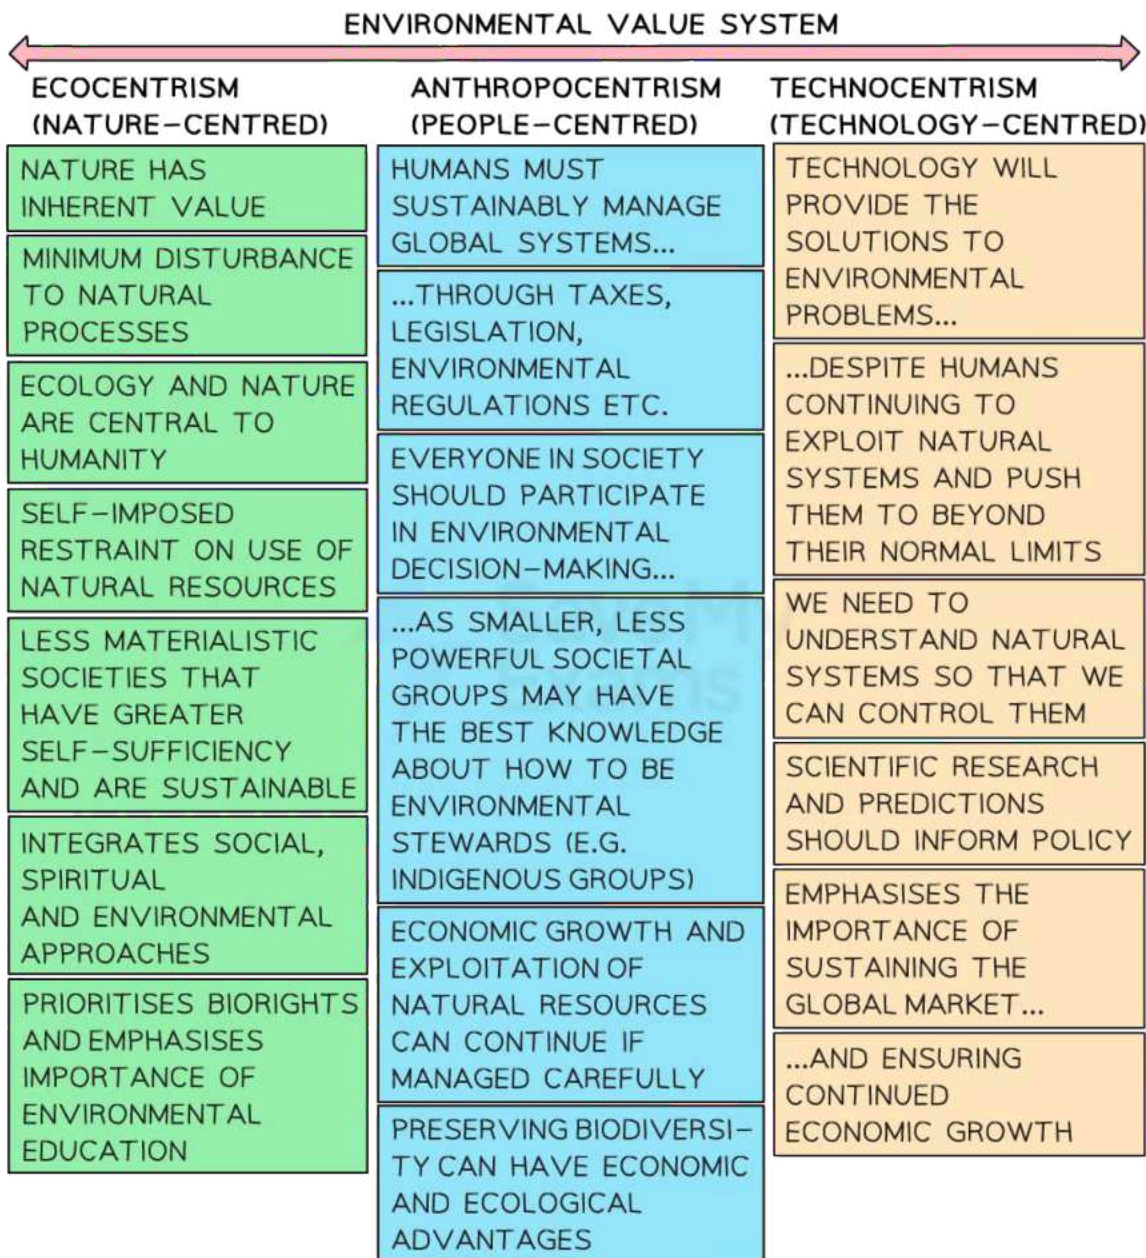 ENVIRONMENTAL VALUE SYSTEM
ECOCENTRISM
(NATURE-CENTRED)
NATURE HAS
INHERENT VALUE
MINIMUM DISTURBANCE
TO NATURAL
PROCESSES
ECOLOGY AND NATURE
ARE CENTRAL TO
HUMANITY
SELF-IMPOSED
RESTRAINT ON USE OF
NATURAL RESOURCES
LESS MATERIALISTIC
SOCIETIES THAT
HAVE GREATER
SELF-SUFFICIENCY
AND ARE SUSTAINABLE
INTEGRATES SOCIAL,
SPIRITUAL
AND ENVIRONMENTAL
APPROACHES
PRIORITISES BIORIGHTS
AND EMPHASISES
IMPORTANCE OF
ENVIRONMENTAL
EDUCATION
ANTHROPOCENTRISM
(PEOPLE-CENTRED)
HUMANS MUST
SUSTAINABLY MANAGE
GLOBAL SYSTEMS...
...THROUGH TAXES,
LEGISLATION,
ENVIRONMENTAL
REGULATIONS ETC.
EVERYONE IN SOCIETY
SHOULD PARTICIPATE
IN ENVIRONMENTAL
DECISION-MAKING...
...AS SMALLER, LESS
POWERFUL SOCIETAL
GROUPS MAY HAVE
THE BEST KNOWLEDGE
ABOUT HOW TO BE
ENVIRONMENTAL
STEWARDS (E.G.
INDIGENOUS GROUPS)
ECONOMIC GROWTH AND
EXPLOITATION OF
NATURAL RESOURCES
CAN CONTINUE IF
MANAGED CAREFULLY
PRESERVING BIODIVERSI-
TY CAN HAVE ECONOMIC
AND ECOLOGICAL
ADVANTAGES
TECHNOCENTRISM
(TECHNOLOGY-CENTRED)
TECHNOLOGY WILL
PROVIDE THE
SOLUTIONS TO
ENVIRONMENTAL
PROBLEMS...
...DESPITE HUMANS
CONTINUING TO
EXPLOIT NATURAL
SYSTEMS AND PUSH
THEM TO BEYOND
THEIR NORMAL LIMITS
WE NEED TO
UNDERSTAND NATURAL
SYSTEMS SO THAT WE
CAN CONTROL THEM
SCIENTIFIC RESEARCH
AND PREDICTIONS
SHOULD INFORM POLICY
EMPHASISES THE
IMPORTANCE OF
SUSTAINING THE
GLOBAL MARKET...
...AND ENSURING
CONTINUED
ECONOMIC GROWTH